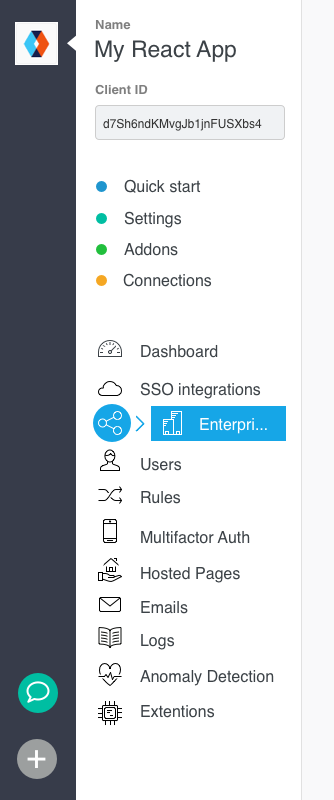 Name
My React App
Client ID
d7Sh6ndKMvgJb1jnFUSXbs4
Quick start
Settings
Addons
Connections
Dashboard
SSO integrations
Enterpri...
Users
Rules
Multifactor Auth
Hosted Pages
Emails
Logs
Anomaly Detection
Extentions